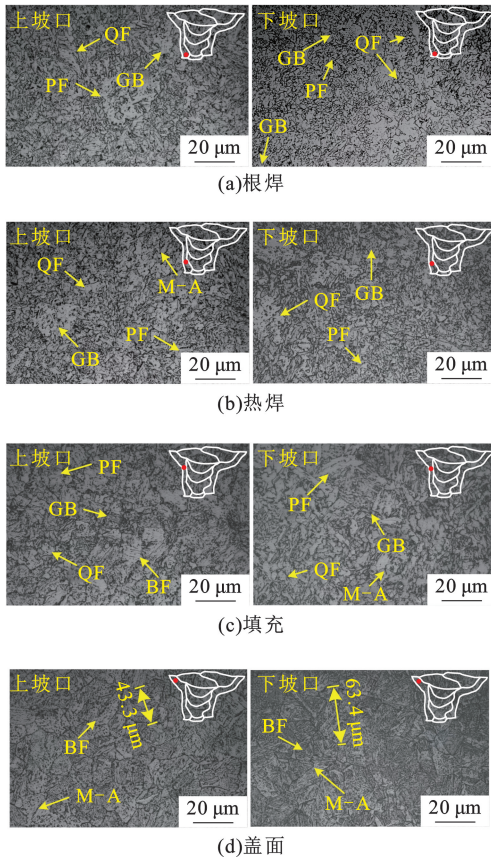 上坡口
QF
GB
PF
20 μm
下坡口
GB
QF
PF
GB
20 μm
(a)根焊
上坡口
QF
M-A
PF
GB
20 μm
下坡口
GB
QF
PF
20 μm
(b)热焊
上坡口
PF
GB
QF
BF
20 μm
下坡口
PF
GB
QF
M-A
20 μm
(c)填充
上坡口
43.3 μm
BF
M-A
20 μm
下坡口
63.4 μm
BF
M-A
20 μm
(d)盖面